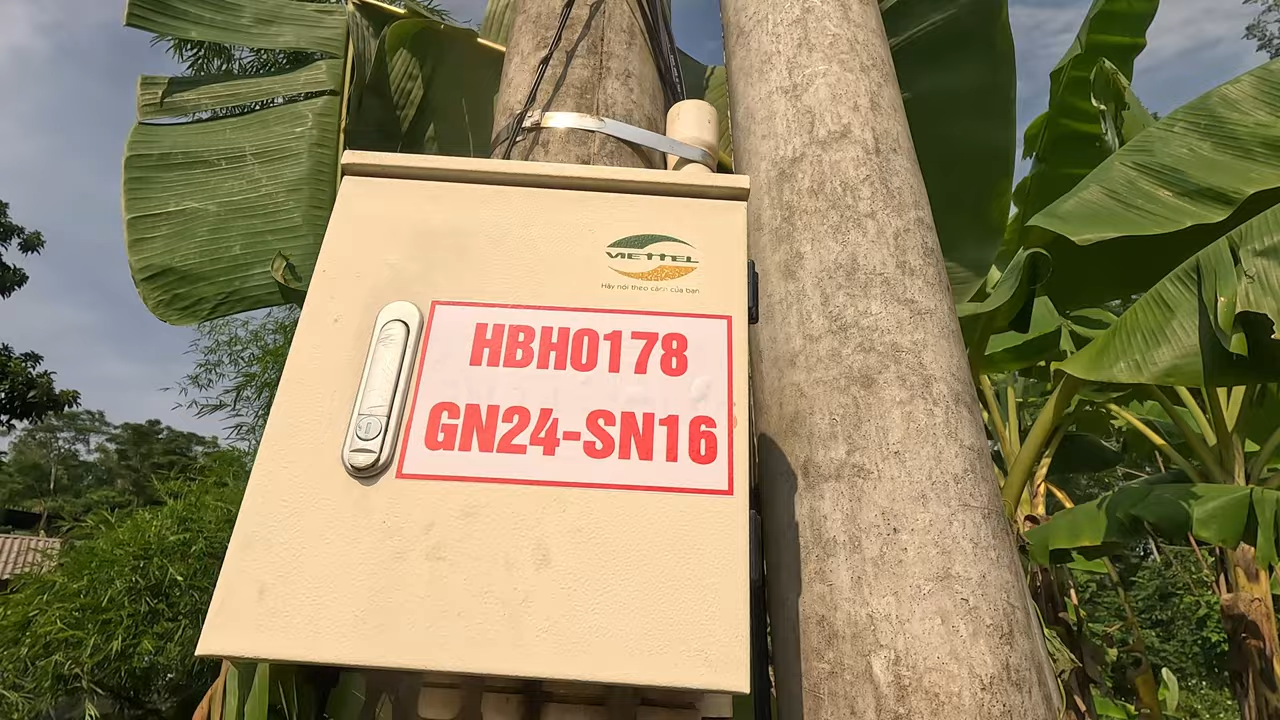 VIETTEL
Hãy nói theo cách của bạn
HBH0178
GN24-SN16